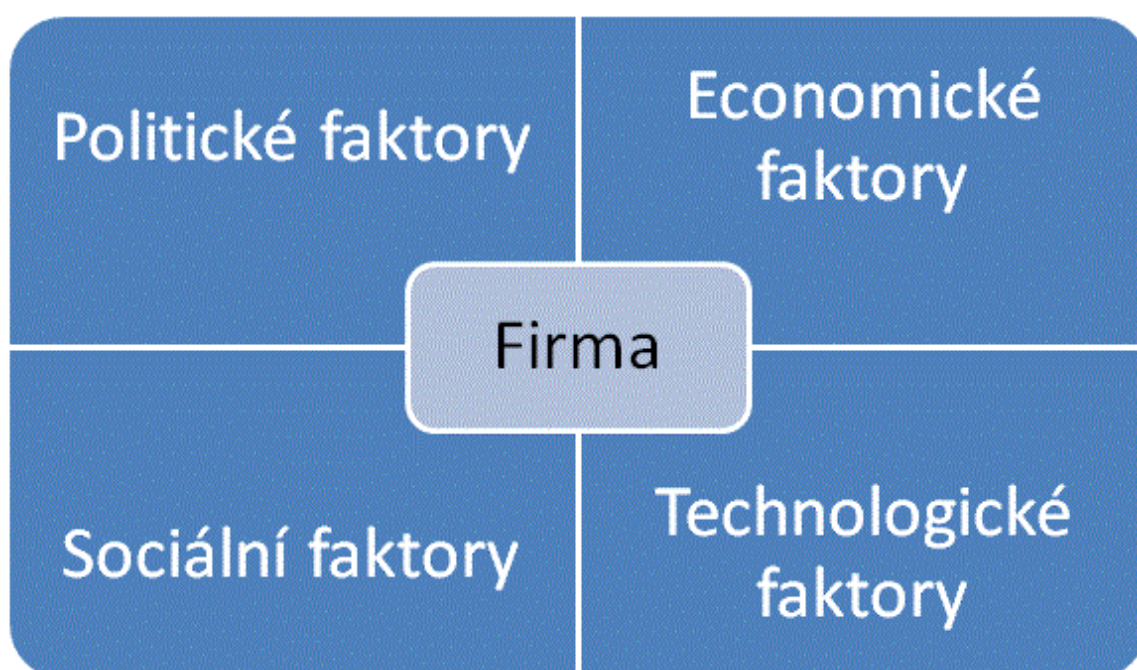 Politické faktory
Economické
faktory
Firma
Sociální faktory
Technologické
faktory